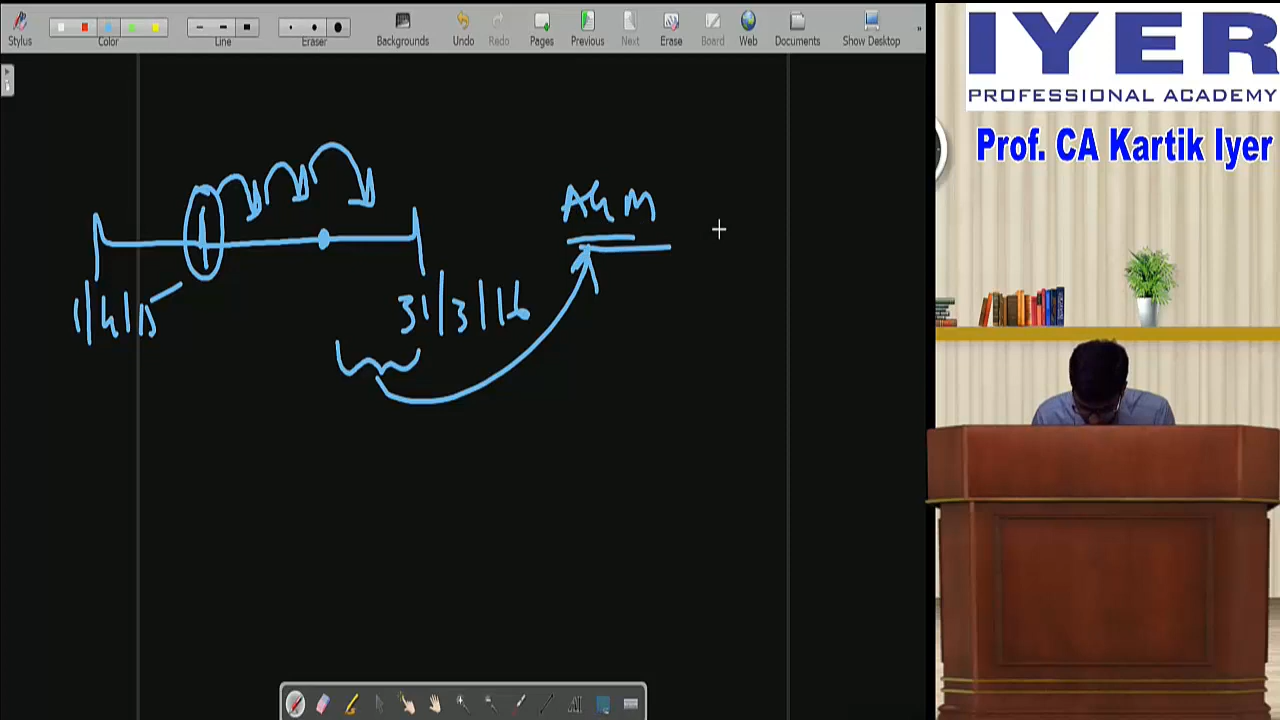 Stylus
Color
Line
Eraser
Backgrounds
Undo
Redo
Pages
Previous
Next
Erase
Board
Web
Documents
Show Desktop
»
IYER
PROFESSIONAL ACADEMY
Prof. CA Kartik Iyer
AGM
1/4/15
31/3/16